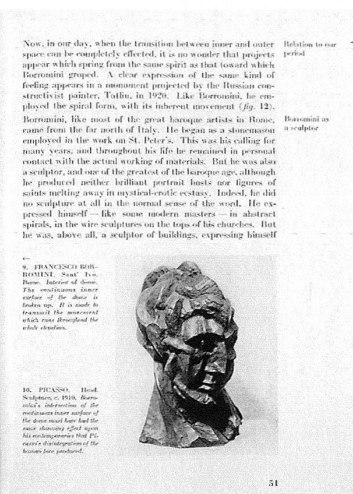 Now, in our day, when the transition between inner and outer
space can be completely effected, it is no wonder that projects
appear which spring from the same spirit as that toward which
Borromini groped. A clear expression of the same kind of
feeling appears in a monument projected by the Russian con-
structivist painter, Tatlin, in 1920. Like Borromini, he em-
ployed the spiral form, with its inherent movement (fig. 12).
Relation to our
period
Borromini, like most of the great baroque artists in Rome,
came from the far north of Italy. He began as a stonemason
employed in the work on St. Peter's. This was his calling for
many years, and throughout his life he remained in personal
contact with the actual working of materials. But he was also
a sculptor, and one of the greatest of the baroque age, although
he produced neither brilliant portrait busts nor figures of
saints melting away in mystical-erotic ecstasy. Indeed, he did
no sculpture at all in the normal sense of the word. He ex-
pressed himself — like some modern masters — in abstract
spirals, in the wire sculptures on the tops of his churches. But
he was, above all, a sculptor of buildings, expressing himself
Borromini as
a sculptor
←
9. FRANCESCO BOR-
ROMINI. Sant' Ivo,
Rome. Interior of dome.
The continuous inner
surface of the dome is
broken up. It is made to
transmit the movement
which runs throughout the
whole elevation.
10. PICASSO. Head.
Sculpture, c. 1910. Borro-
mini's intersection of the
continuous inner surface of
the dome must have had the
same stunning effect upon
his contemporaries that Pi-
casso's disintegration of the
human face produced.
51